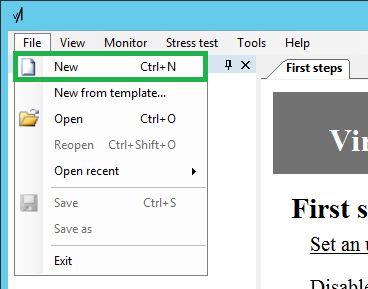 File View Monitor Stress test Tools Help
New Ctrl+N
New from template...
Open Ctrl+O
Reopen Ctrl+Shift+O
Open recent
Save Ctrl+S
Save as
Exit
First steps
First s
Set an u